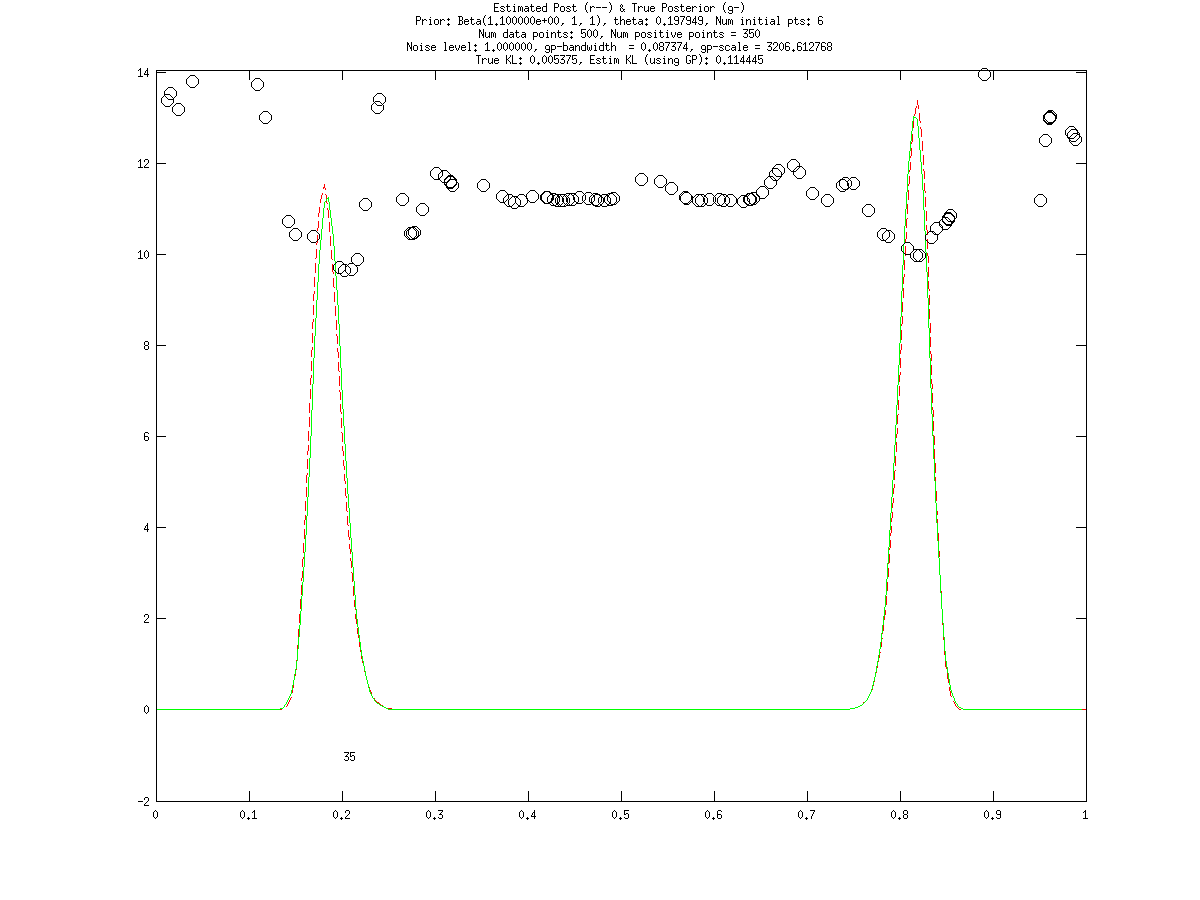 Estimated Post (r--) & True Posterior (g-)
Prior: Beta(1.100000e+00, 1, 1), theta: 0.197949, Num initial pts: 6
Num data points: 500, Num positive points = 350
Noise level: 1.000000, gp-bandwidth  = 0.087374, gp-scale = 3206.612768
True KL: 0.005375, Estim KL (using GP): 0.114445
14
12
10
8
6
4
2
0
35
-2
0 0.1 0.2 0.3 0.4 0.5 0.6 0.7 0.8 0.9 1